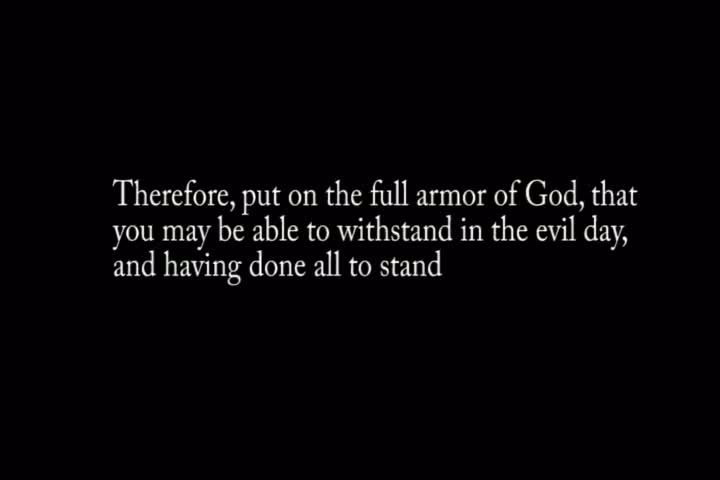 Therefore, put on the full armor of God, that
you may be able to withstand in the evil day,
and having done all to stand